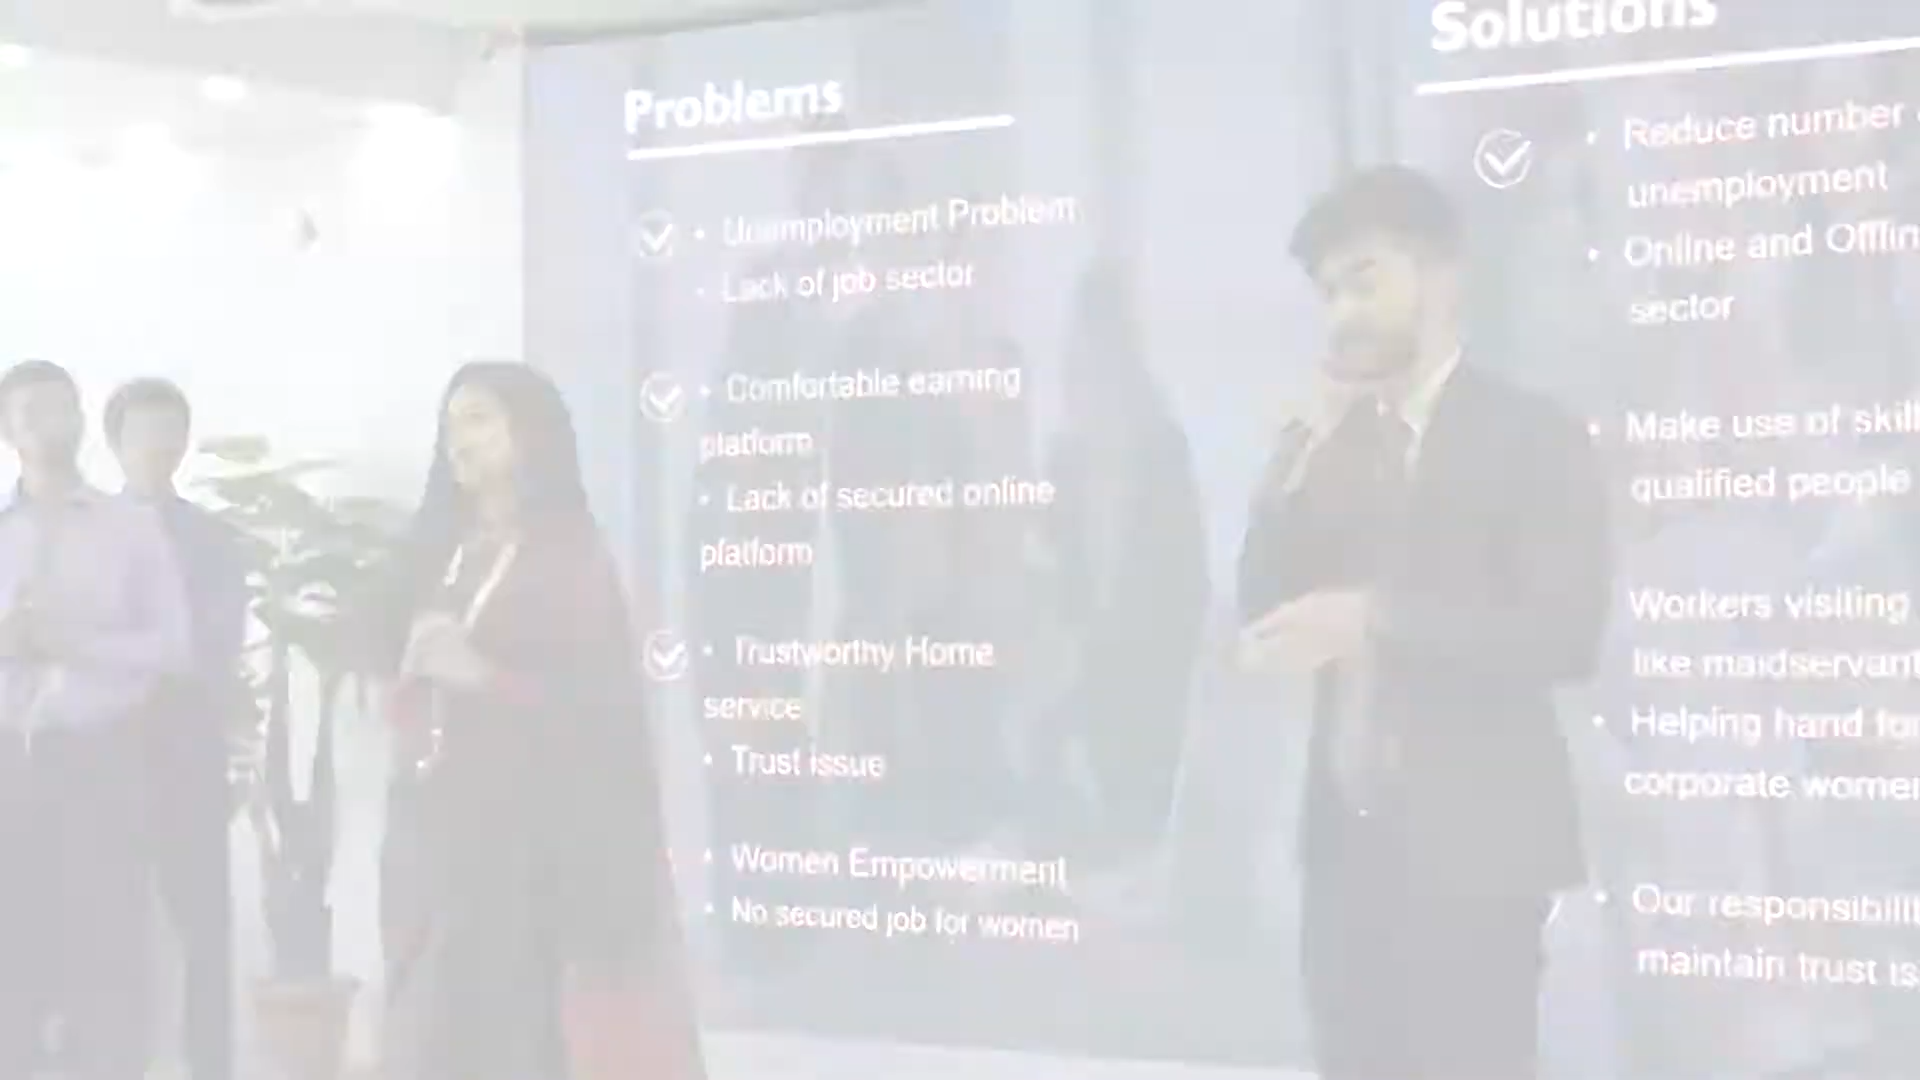 Problems
• Unemployment Problem
• Lack of job sector
• Comfortable earning
platform
• Lack of secured online
platform
• Trustworthy Home
service
• Trust issue
• Women Empowerment
• No secured job for women
Solutions
• Reduce number
unemployment
• Online and
sector
• Make use of
qualified people
Workers visiting
like
• Helping hand
corporate
• Our
maintain trust